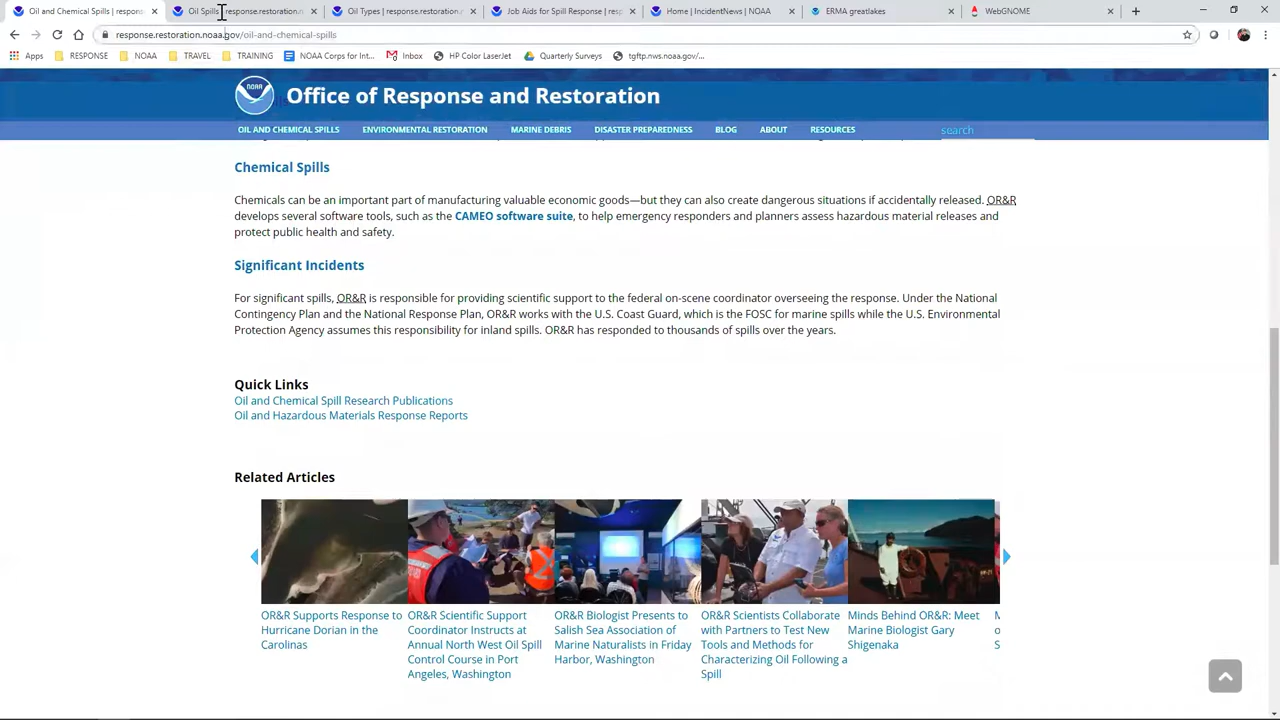 Oil and Chemical Spills | respons
Oil Spills | response.restoration.n
Oil Types | response.restoration.
Job Aids for Spill Response | resp
Home | IncidentNews | NOAA
ERMA greatlakes
WebGNOME
response.restoration.noaa.gov/oil-and-chemical-spills
Apps
RESPONSE
NOAA
TRAVEL
TRAINING
NOAA Corps for Int...
Inbox
HP Color LaserJet
Quarterly Surveys
tgftp.nws.noaa.gov/...
NOAA
Office of Response and Restoration
OIL AND CHEMICAL SPILLS
ENVIRONMENTAL RESTORATION
MARINE DEBRIS
DISASTER PREPAREDNESS
BLOG
ABOUT
RESOURCES
search
Chemical Spills
Chemicals can be an important part of manufacturing valuable economic goods—but they can also create dangerous situations if accidentally released. OR&R
develops several software tools, such as the CAMEO software suite, to help emergency responders and planners assess hazardous material releases and
protect public health and safety.
Significant Incidents
For significant spills, OR&R is responsible for providing scientific support to the federal on-scene coordinator overseeing the response. Under the National
Contingency Plan and the National Response Plan, OR&R works with the U.S. Coast Guard, which is the FOSC for marine spills while the U.S. Environmental
Protection Agency assumes this responsibility for inland spills. OR&R has responded to thousands of spills over the years.
Quick Links
Oil and Chemical Spill Research Publications
Oil and Hazardous Materials Response Reports
Related Articles
OR&R Supports Response to
Hurricane Dorian in the
Carolinas
OR&R Scientific Support
Coordinator Instructs at
Annual North West Oil Spill
Control Course in Port
Angeles, Washington
OR&R Biologist Presents to
Salish Sea Association of
Marine Naturalists in Friday
Harbor, Washington
OR&R Scientists Collaborate
with Partners to Test New
Tools and Methods for
Characterizing Oil Following a
Spill
Minds Behind OR&R: Meet
Marine Biologist Gary
Shigenaka
M
o
S